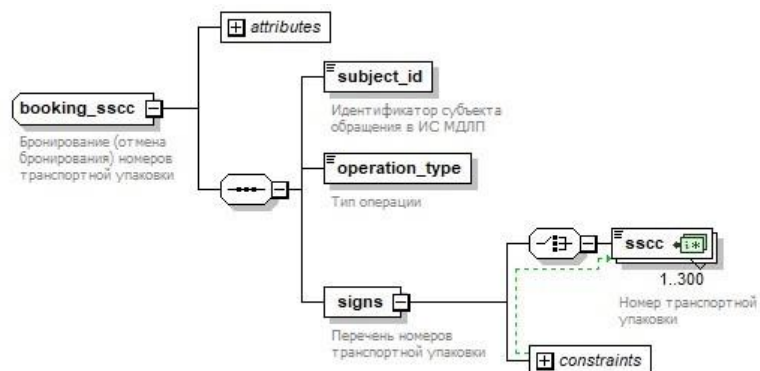 attributes
booking_sscc
Бронирование (отмена
бронирования) номеров
транспортной упаковки
subject_id
Идентификатор субъекта
обращения в ИС МДЛП
operation_type
Тип операции
signs
Перечень номеров
транспортной упаковки
sscc
1..300
Номер транспортной
упаковки
constraints